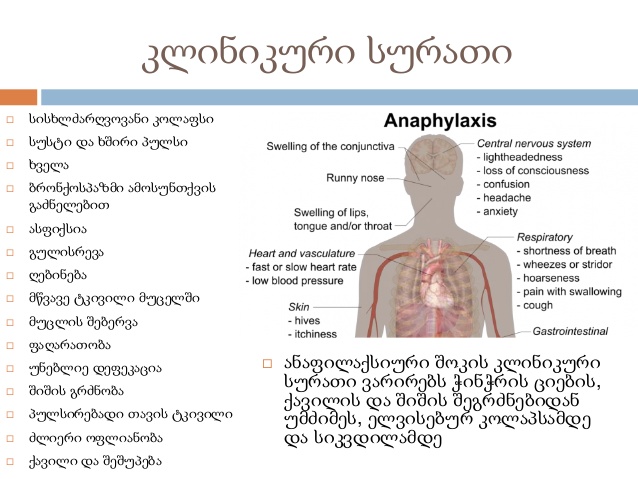 კლინიკური სურათი
სისხლძარღვოვანი კოლაფსი
სუსტი და ხშირი პულსი
ხველა
ბრონქოსპაზმი ამოსუნთქვის
გაძნელებით
ასფიქსია
გულისრევა
ღებინება
მწვავე ტკივილი მუცელში
მუცლის შებერვა
ფაღარათობა
უნებლიე დეფეკაცია
შიშის გრძნობა
პულსირებადი თავის ტკივილი
ძლიერი ოფლიანობა
ქავილი და შეშუპება
Anaphylaxis
Swelling of the conjunctiva
Runny nose
Swelling of lips,
tongue and/or throat
Heart and vasculature
- fast or slow heart rate
- low blood pressure
Skin
- hives
- itchiness
Central nervous system
- lightheadedness
- loss of consciousness
- confusion
- headache
- anxiety
Respiratory
- shortness of breath
- wheezes or stridor
- hoarseness
- pain with swallowing
- cough
Gastrointestinal
ანაფილაქსიური შოკის კლინიკური
სურათი ვარირებს ჭინჭრის ციების,
ქავილის და შიშის შეგრძნებიდან
უმძიმეს, ელვისებურ კოლაპსამდე
და სიკვდილამდე